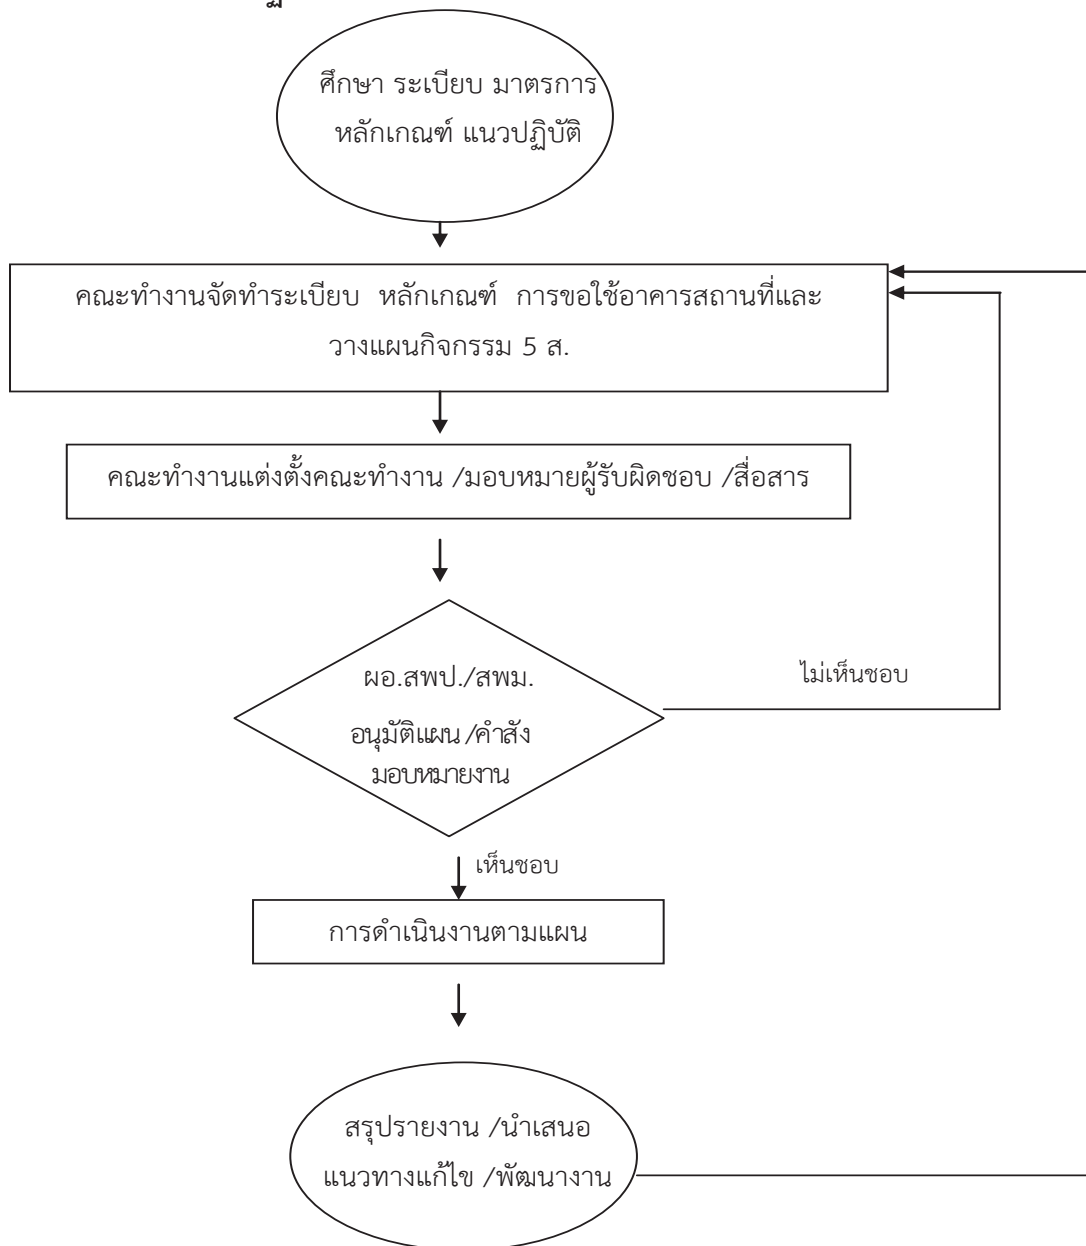 ศึกษา ระเบียบ มาตรการ
หลักเกณฑ์ แนวปฏิบัติ
คณะทำงานจัดทำระเบียบ หลักเกณฑ์ การขอใช้อาคารสถานที่และ
วางแผนกิจกรรม 5 ส.
คณะทำงานแต่งตั้งคณะทำงาน /มอบหมายผู้รับผิดชอบ /สื่อสาร
ผอ.สพป./สพม.
อนุมัติแผน /คำสัง
มอบหมายงาน
ไม่เห็นชอบ
เห็นชอบ
การดำเนินงานตามแผน
สรุปรายงาน /นำเสนอ
แนวทางแก้ไข /พัฒนางาน